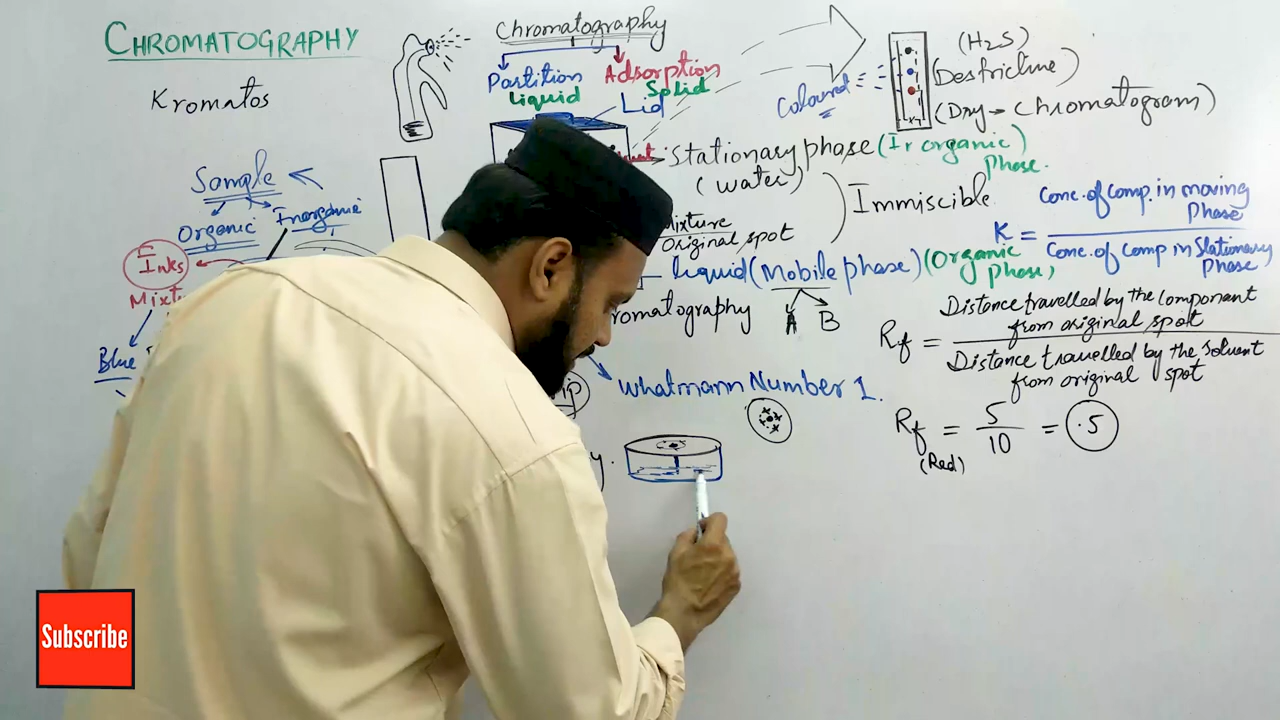 CHROMATOGRAPHY
Kromatos
Sample
Organic
Inorganic
Inks
Blue
Chromatography
Partition
Adsorption
Liquid
Solid
Lid
Coloured
(H2S)
(Destrictine)
(Dry → Chromatogram)
Stationary phase (Inorganic
Phase.
(water)
Immiscible
Mixture
Original spot
liquid (Mobile phase) (Organic
phase)
A B
romatography
Whatmann Number 1.
y.
K = Conc. of Comp. in moving
Phase
Conc. of Comp in Stationary
Phase
Rf = Distance travelled by the component
from original spot
Distance travelled by the solvent
from original spot
Rf = 5
10
= .5
(Red)
Subscribe